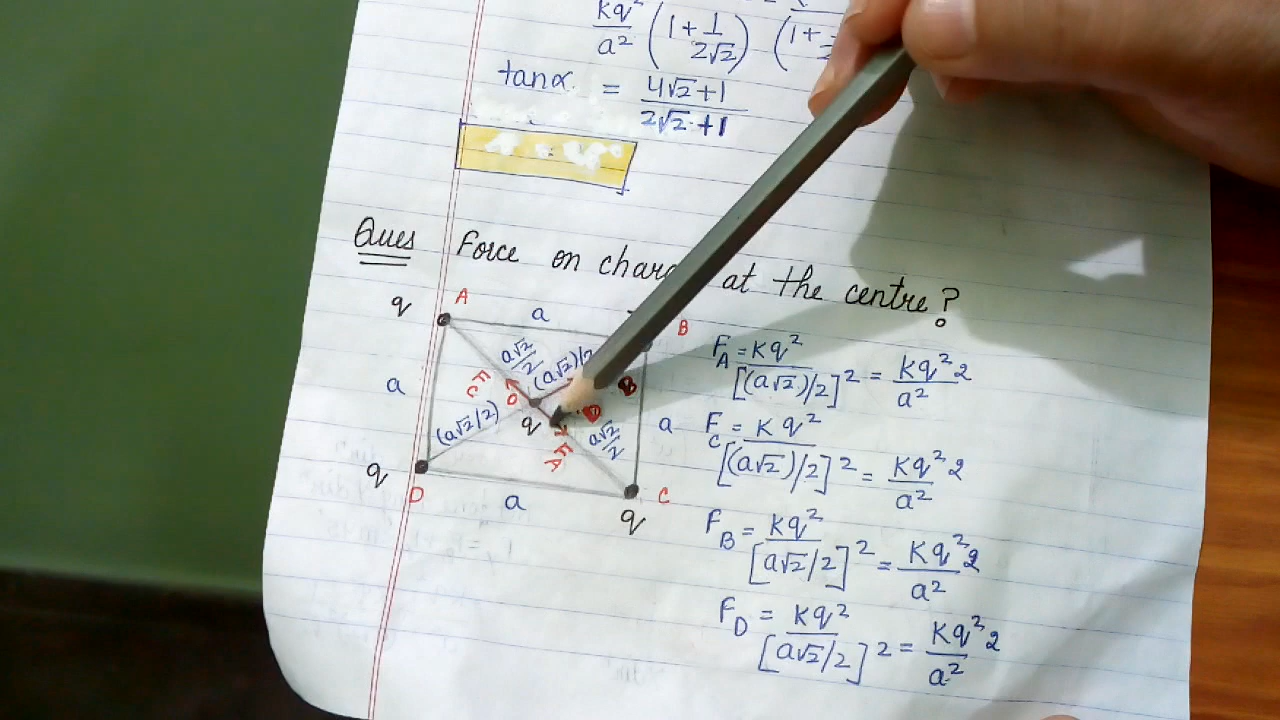 Kq² / a² (1 + 1 / 2√2) (1 +
tanα = 4√2+1 / 2√2+1
Ques Force on at the centre?
q A a B
a a√2/2 (a√2)/2
F_C O B
(a√2/2) q D a√2/2 a
F_A
q D a q C
F_A = Kq² / [(a√2)/2]² = Kq²2 / a²
F_C = Kq² / [(a√2)/2]² = Kq²2 / a²
F_B = Kq² / [a√2/2]² = Kq²2 / a²
F_D = Kq² / [a√2/2]² = Kq²2 / a²